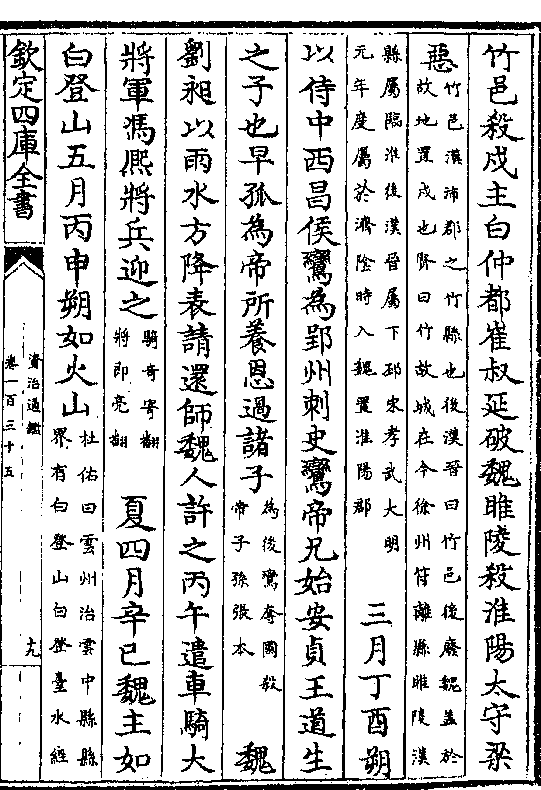 竹邑殺戍主白仲都崔叔延破魏睢陵殺淮陽太守梁
惡竹邑漢沛郡之竹縣也後漢晉曰竹邑後廢魏蓋於
故地置戍也賢曰竹故城在今徐州符離縣睢陵漢
縣屬臨淮後漢晉屬下邳宋孝武大明
元年度屬於濟陰時入魏置淮陽郡
三月丁酉朔
以侍中西昌侯鸞為郢州刺史鸞帝兄始安貞王道生
之子也早孤為帝所養恩過諸子
為後鸞奪國殺
帝子孫張本
魏
劉昶以雨水方降表請還師魏人許之丙午遣車騎大
將軍馮熙將兵迎之
騎奇寄翻
將即亮翻
夏四月辛巳魏主如
白登山五月丙申朔如火山
杜佑曰雲州治雲中縣縣
界有白登山白登臺水經
欽定四庫全書
資治通鑑
卷一百三十五
十九